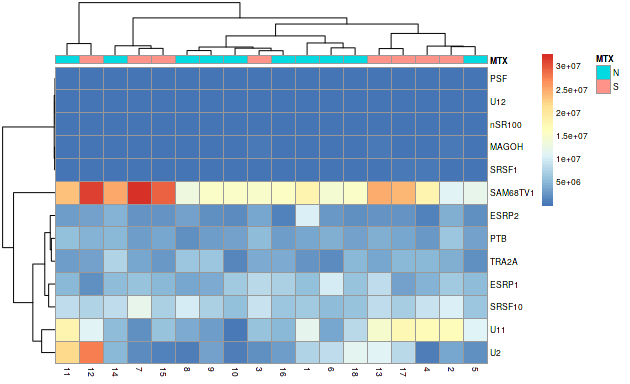 MTX
MTX
N
S
3e+07
2.5e+07
2e+07
1.5e+07
1e+07
5e+06
PSF
U12
nSR100
MAGOH
SRSF1
SAM68TV1
ESRP2
PTB
TRA2A
ESRP1
SRSF10
U11
U2
11 12 14 7 15 8 9 10 3 16 1 6 18 13 17 4 2 5